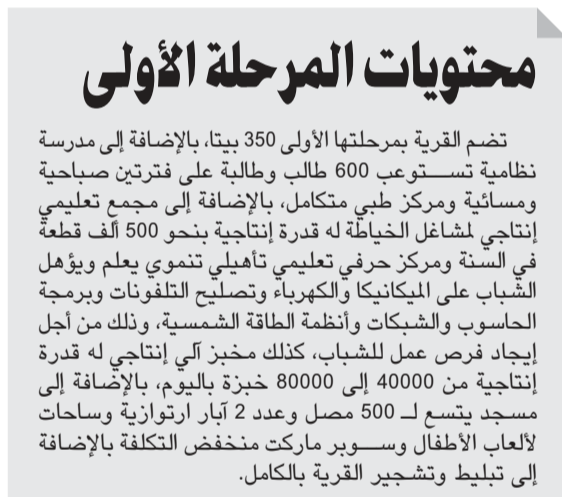 محتويات المرحلة الأولى
تضم القرية بمرحلتها الأولى 350 بيتا، بالإضافة إلى مدرسة
نظامية تستوعب 600 طالب وطالبة على فترتين صباحية
ومسائية ومركز طبي متكامل، بالإضافة إلى مجمع تعليمي
إنتاجي لمشاغل الخياطة له قدرة إنتاجية بنحو 500 ألف قطعة
في السنة ومركز حرفي تعليمي تأهيلي تنموي يعلم ويؤهل
الشباب على الميكانيكا والكهرباء وتصليح التلفونات وبرمجة
الحاسوب والشبكات وأنظمة الطاقة الشمسية، وذلك من أجل
إيجاد فرص عمل للشباب، كذلك مخبز آلي إنتاجي له قدرة
إنتاجية من 40000 إلى 80000 خبزة باليوم، بالإضافة إلى
مسجد يتسع لـ 500 مصل وعدد 2 آبار ارتوازية وساحات
لألعاب الأطفال وسوبر ماركت منخفض التكلفة بالإضافة
إلى تبليط وتشجير القرية بالكامل.